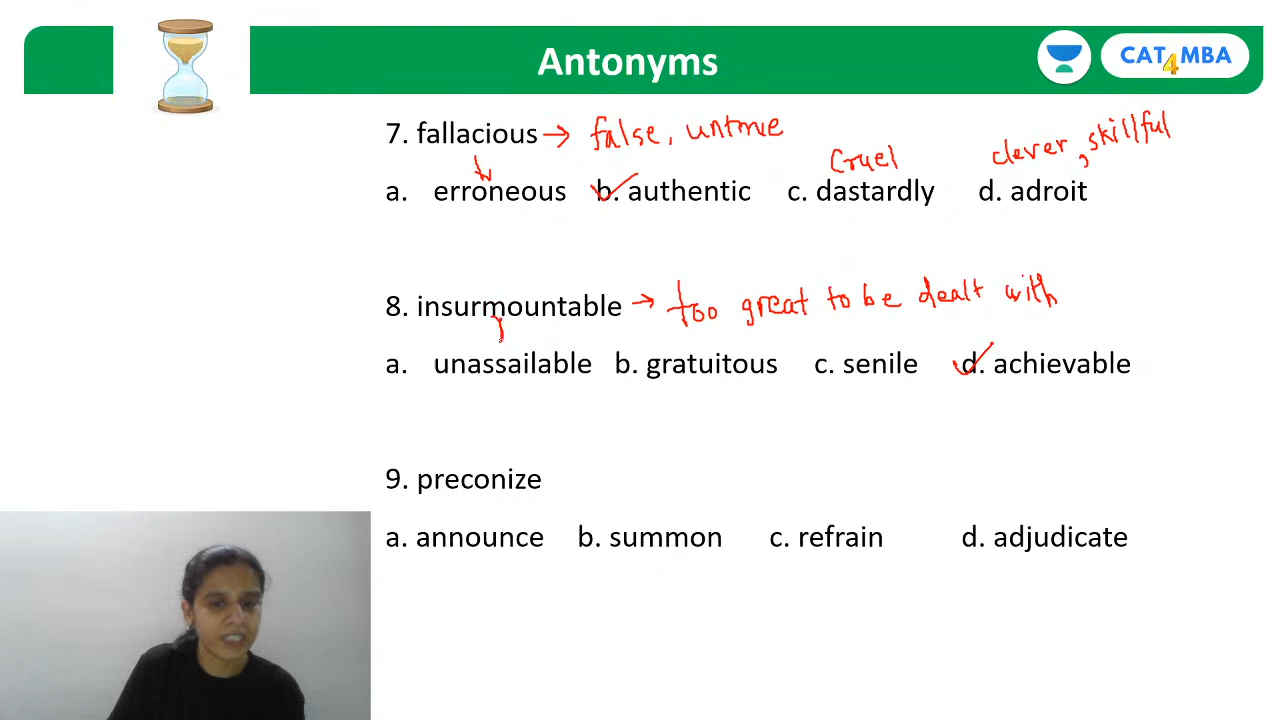 Antonyms
CAT4MBA
7. fallacious → false, untrue
cruel clever, skillful
a. erroneous b. authentic c. dastardly d. adroit
8. insurmountable → too great to be dealt with
a. unassailable b. gratuitous c. senile d. achievable
9. preconize
a. announce b. summon c. refrain d. adjudicate